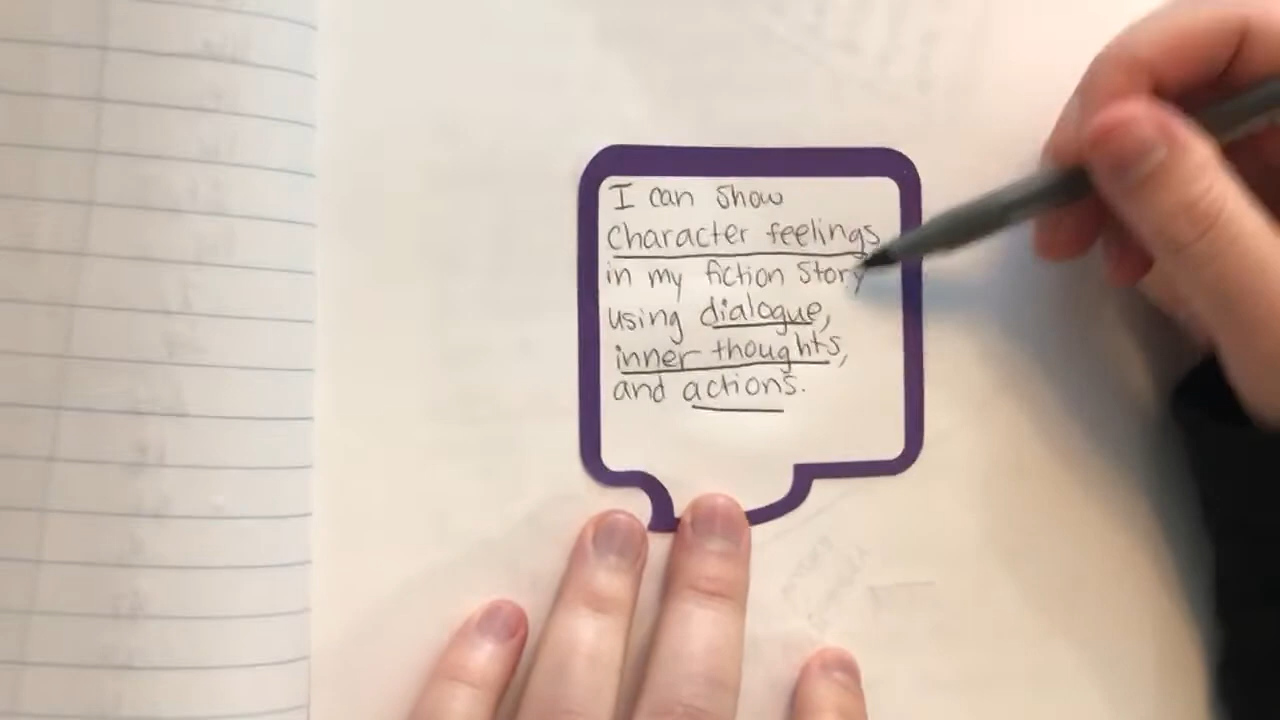 I can show
character feelings
in my fiction story
using dialogue,
inner thoughts,
and actions.